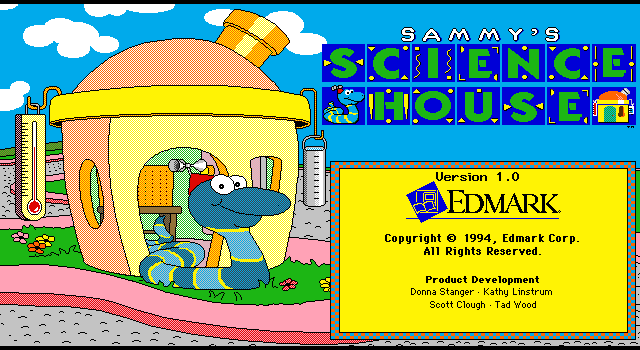 SAMMY'S
SCIENCE
HOUSE
Version 1.0
EDMARK
Copyright © 1994, Edmark Corp.
All Rights Reserved.
Product Development
Donna Stanger · Kathy Linstrum
Scott Clough · Tad Wood